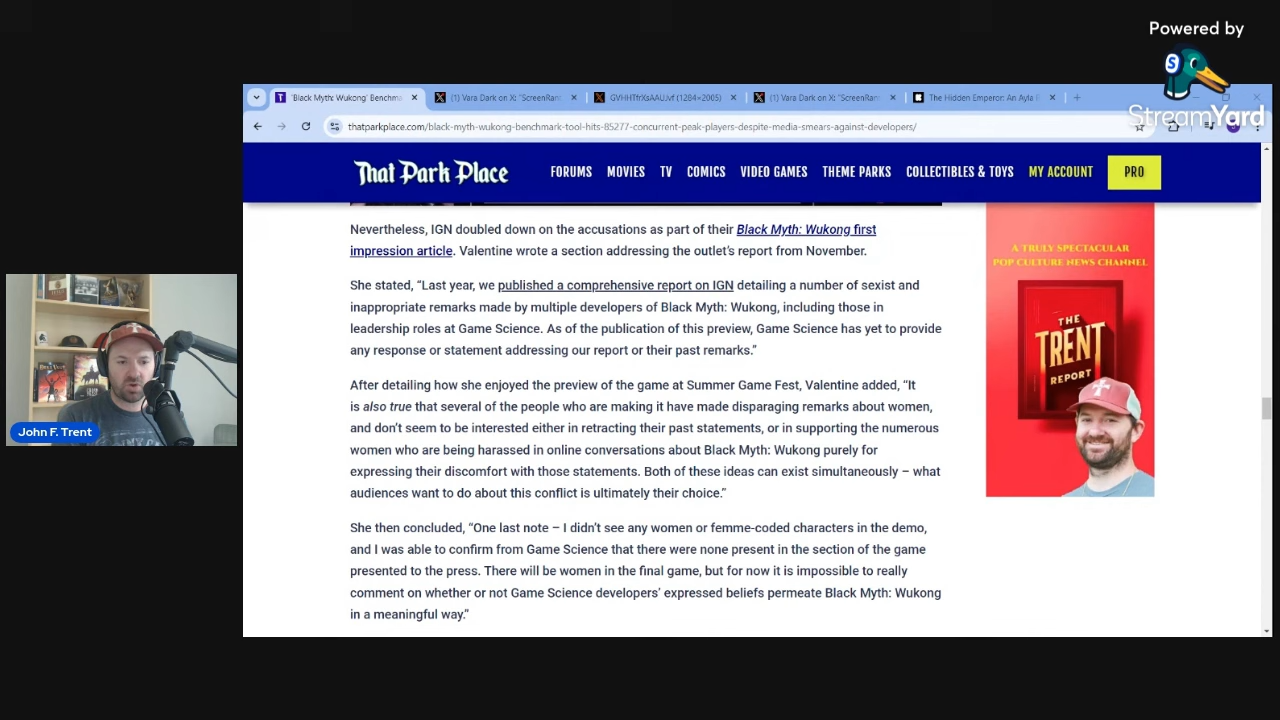 Powered by
StreamYard
'Black Myth: Wukong' Benchma
(1) Vara Dark on X: "ScreenRan
GVHHTfrXsAAUJvf (1284×2005)
(1) Vara Dark on X: "ScreenRan
The Hidden Emperor: An Ayla R
thatparkplace.com/black-myth-wukong-benchmark-tool-hits-85277-concurrent-peak-players-despite-media-smears-against-developers/
That Park Place
FORUMS MOVIES TV COMICS VIDEO GAMES THEME PARKS COLLECTIBLES & TOYS MY ACCOUNT PRO
Nevertheless, IGN doubled down on the accusations as part of their Black Myth: Wukong first
impression article. Valentine wrote a section addressing the outlet's report from November.
She stated, "Last year, we published a comprehensive report on IGN detailing a number of sexist and
inappropriate remarks made by multiple developers of Black Myth: Wukong, including those in
leadership roles at Game Science. As of the publication of this preview, Game Science has yet to provide
any response or statement addressing our report or their past remarks."
After detailing how she enjoyed the preview of the game at Summer Game Fest, Valentine added, "It
is also true that several of the people who are making it have made disparaging remarks about women,
and don't seem to be interested either in retracting their past statements, or in supporting the numerous
women who are being harassed in online conversations about Black Myth: Wukong purely for
expressing their discomfort with those statements. Both of these ideas can exist simultaneously – what
audiences want to do about this conflict is ultimately their choice."
She then concluded, "One last note – I didn't see any women or femme-coded characters in the demo,
and I was able to confirm from Game Science that there were none present in the section of the game
presented to the press. There will be women in the final game, but for now it is impossible to really
comment on whether or not Game Science developers' expressed beliefs permeate Black Myth: Wukong
in a meaningful way."
A TRULY SPECTACULAR
POP CULTURE NEWS CHANNEL
THE
TRENT
REPORT
John F. Trent